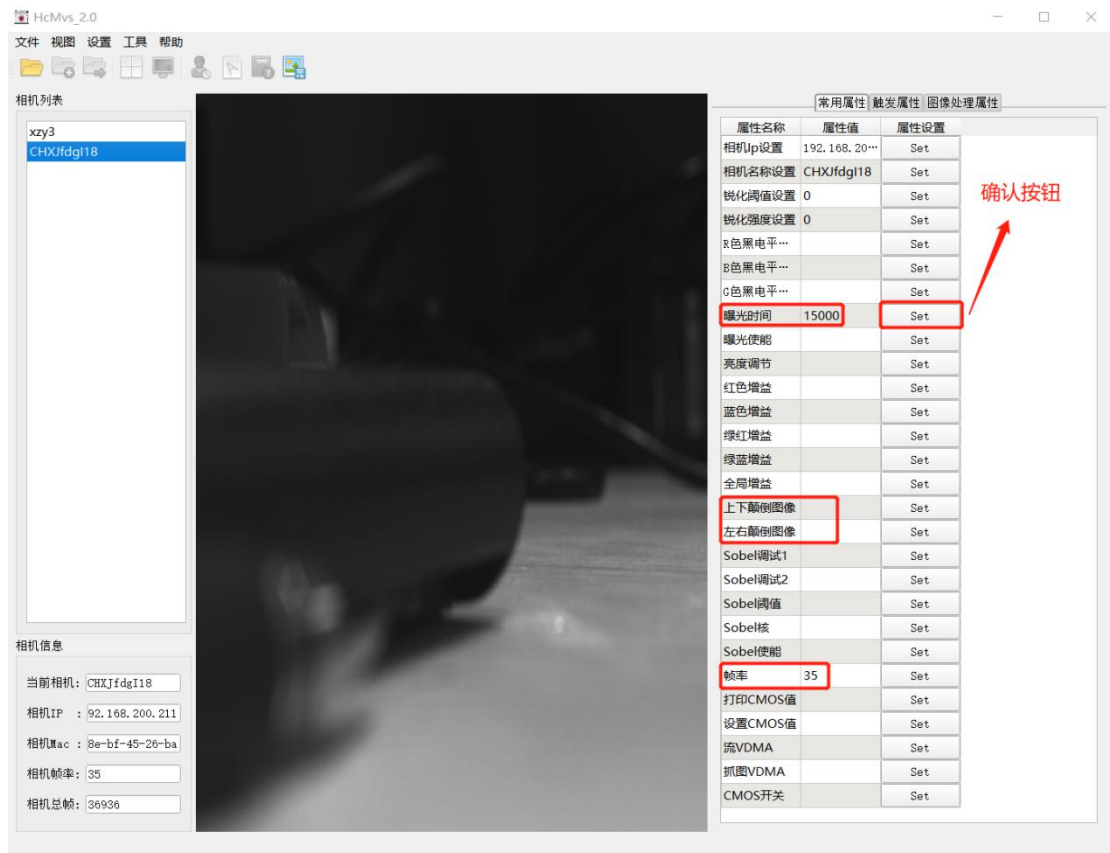 HcMvs_2.0
文件 视图 设置 工具 帮助
相机列表
xzy3
CHXJfdgI18
相机信息
当前相机: CHXJfdgI18
相机IP : 92.168.200.211
相机Mac : 8e-bf-45-26-ba
相机帧率: 35
相机总帧: 36936
常用属性 触发属性 图像处理属性
属性名称 属性值 属性设置
相机Ip设置 192.168.20… Set
相机名称设置 CHXJfdgI18 Set
锐化阈值设置 0 Set
锐化强度设置 0 Set
R色黑电平… Set
B色黑电平… Set
G色黑电平… Set
曝光时间 15000 Set
曝光使能 Set
亮度调节 Set
红色增益 Set
蓝色增益 Set
绿红增益 Set
绿蓝增益 Set
全局增益 Set
上下颠倒图像 Set
左右颠倒图像 Set
Sobel调试1 Set
Sobel调试2 Set
Sobel阈值 Set
Sobel核 Set
Sobel使能 Set
帧率 35 Set
打印CMOS值 Set
设置CMOS值 Set
流VDMA Set
抓图VDMA Set
CMOS开关 Set
确认按钮